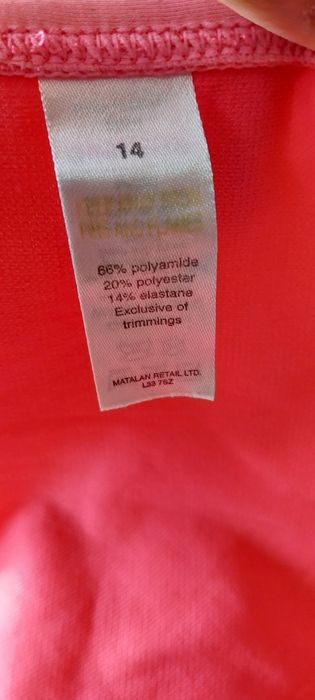 14
66% polyamide
20% polyester
14% elastane
Exclusive of
trimmings
MATALAN RETAIL LTD.
L33 7SZ